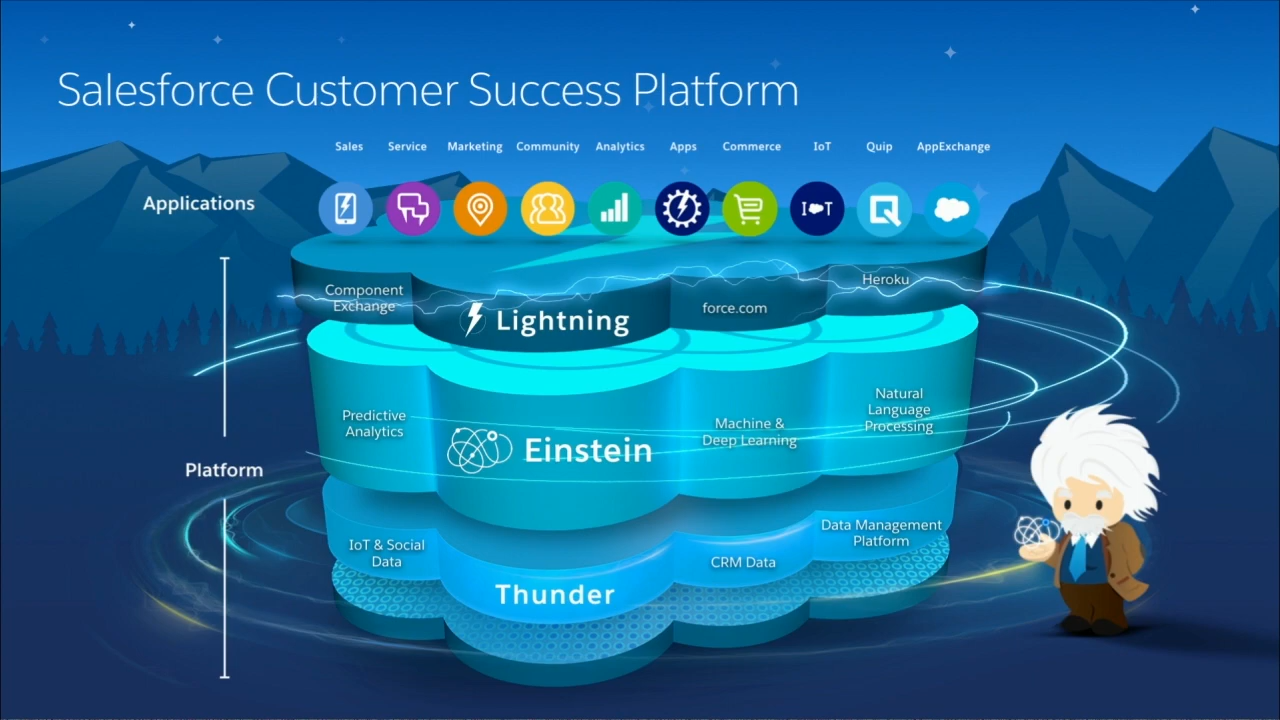 Salesforce Customer Success Platform
Sales Service Marketing Community Analytics Apps Commerce IoT Quip AppExchange
Applications
I T
Component
Exchange
Lightning
force.com
Heroku
Predictive
Analytics
Einstein
Machine &
Deep Learning
Natural
Language
Processing
Platform
IoT & Social
Data
Thunder
CRM Data
Data Management
Platform